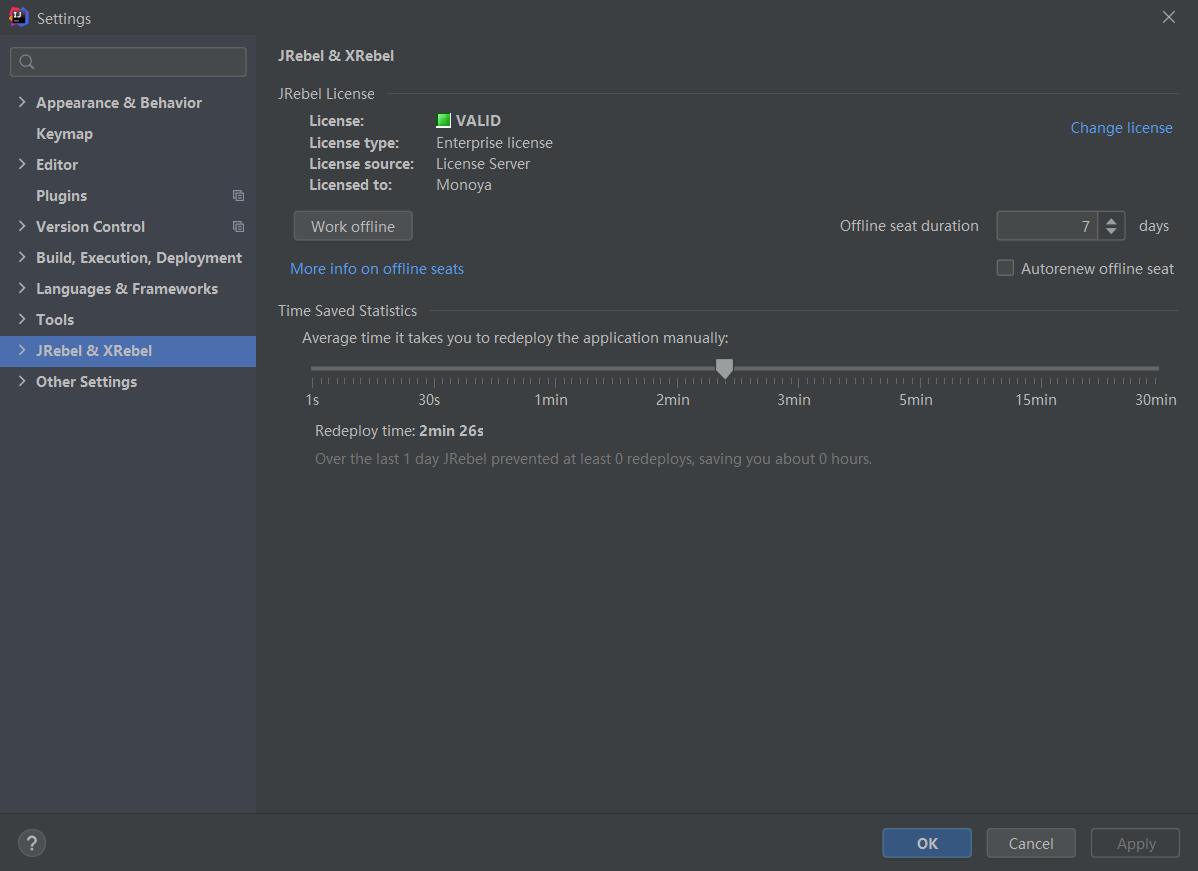 Settings
JRebel & XRebel
Appearance & Behavior
Keymap
Editor
Plugins
Version Control
Build, Execution, Deployment
Languages & Frameworks
Tools
JRebel & XRebel
Other Settings
JRebel License
License: VALID
Change license
License type: Enterprise license
License source: License Server
Licensed to: Monoya
Work offline
Offline seat duration 7 days
More info on offline seats
Autorenew offline seat
Time Saved Statistics
Average time it takes you to redeploy the application manually:
1s 30s 1min 2min 3min 5min 15min 30min
Redeploy time: 2min 26s
Over the last 1 day JRebel prevented at least 0 redeploys, saving you about 0 hours.
? OK Cancel Apply